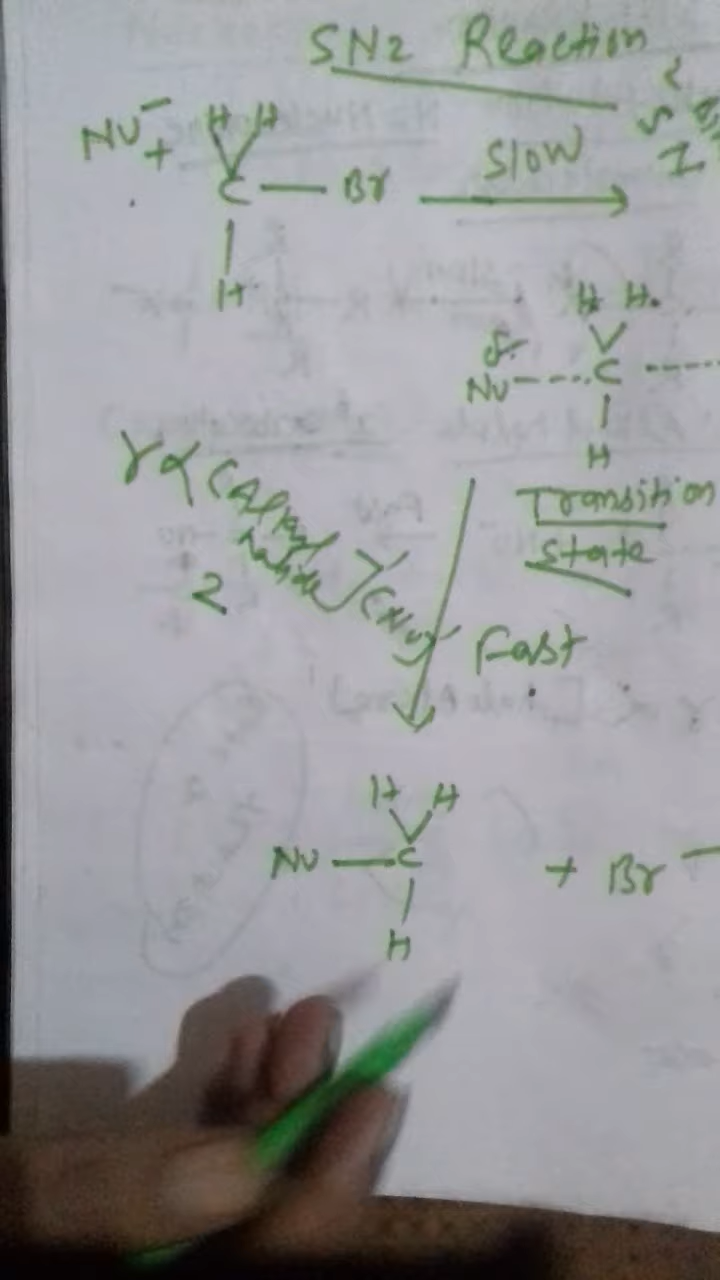 SN2 Reaction
Nu⁻ + H H
C — Br
H
Slow
H H
δ-
Nu ---- C ----
H
Transition
State
r ∝ [Alkyl halide] [Nu⁻]
2
Fast
H H
Nu — C
H
+ Br⁻